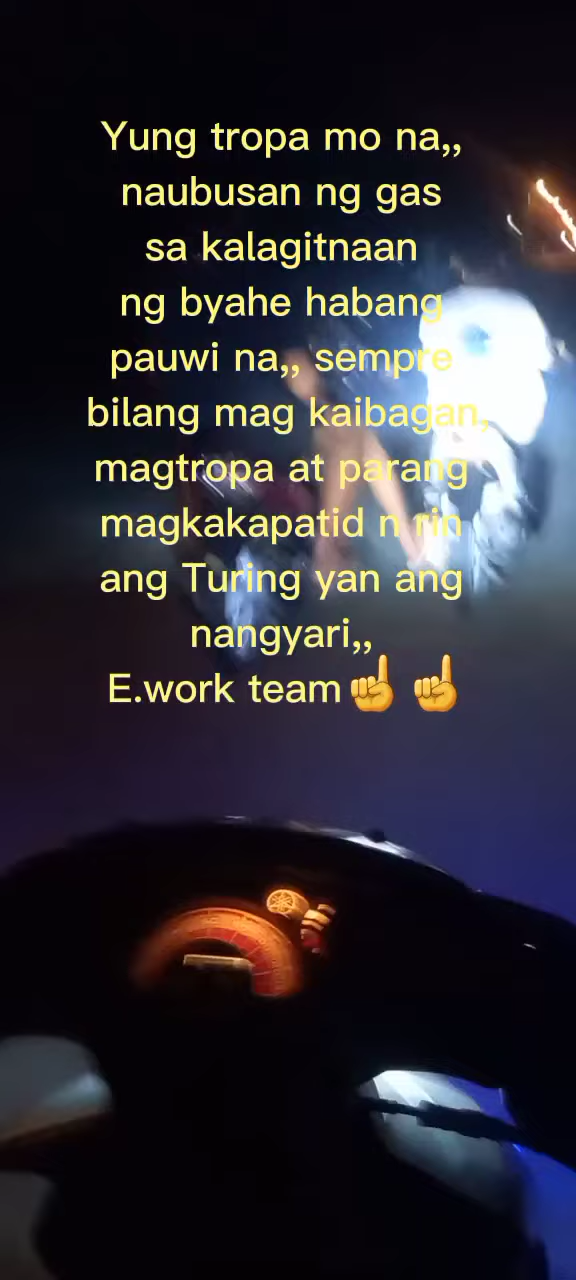 Yung tropa mo na,,
naubusan ng gas
sa kalagitnaan
ng byahe habang
pauwi na,, sempre
bilang mag kaibagan,
magtropa at parang
magkakapatid n rin
ang Turing yan ang
nangyari,,
E.work team☝️☝️